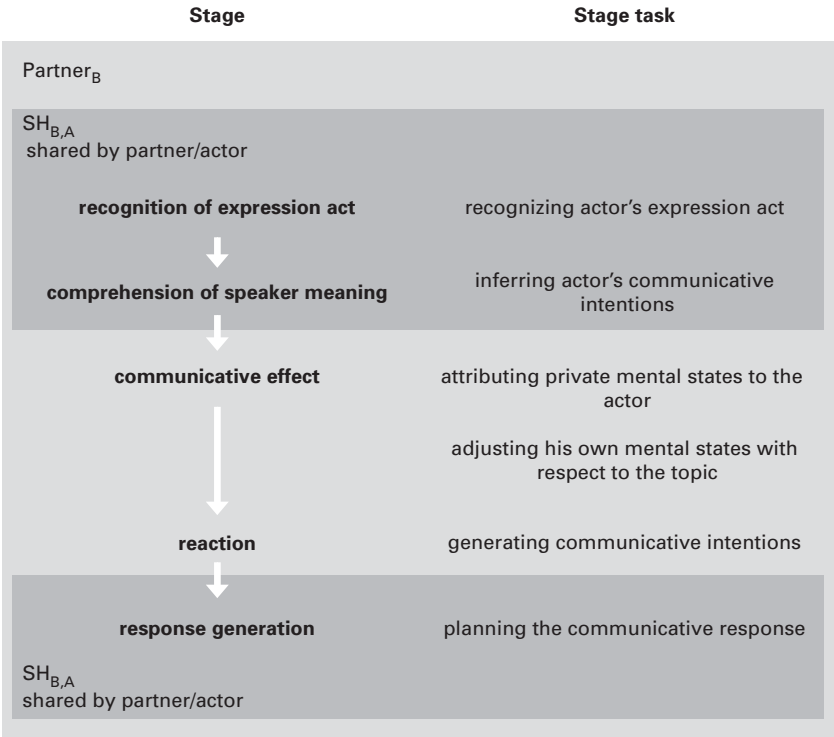 Stage Stage task
Partner_B
SH_B,A
shared by partner/actor
recognition of expression act recognizing actor's expression act
comprehension of speaker meaning inferring actor's communicative
intentions
communicative effect attributing private mental states to the
actor
adjusting his own mental states with
respect to the topic
reaction generating communicative intentions
response generation planning the communicative response
SH_B,A
shared by partner/actor